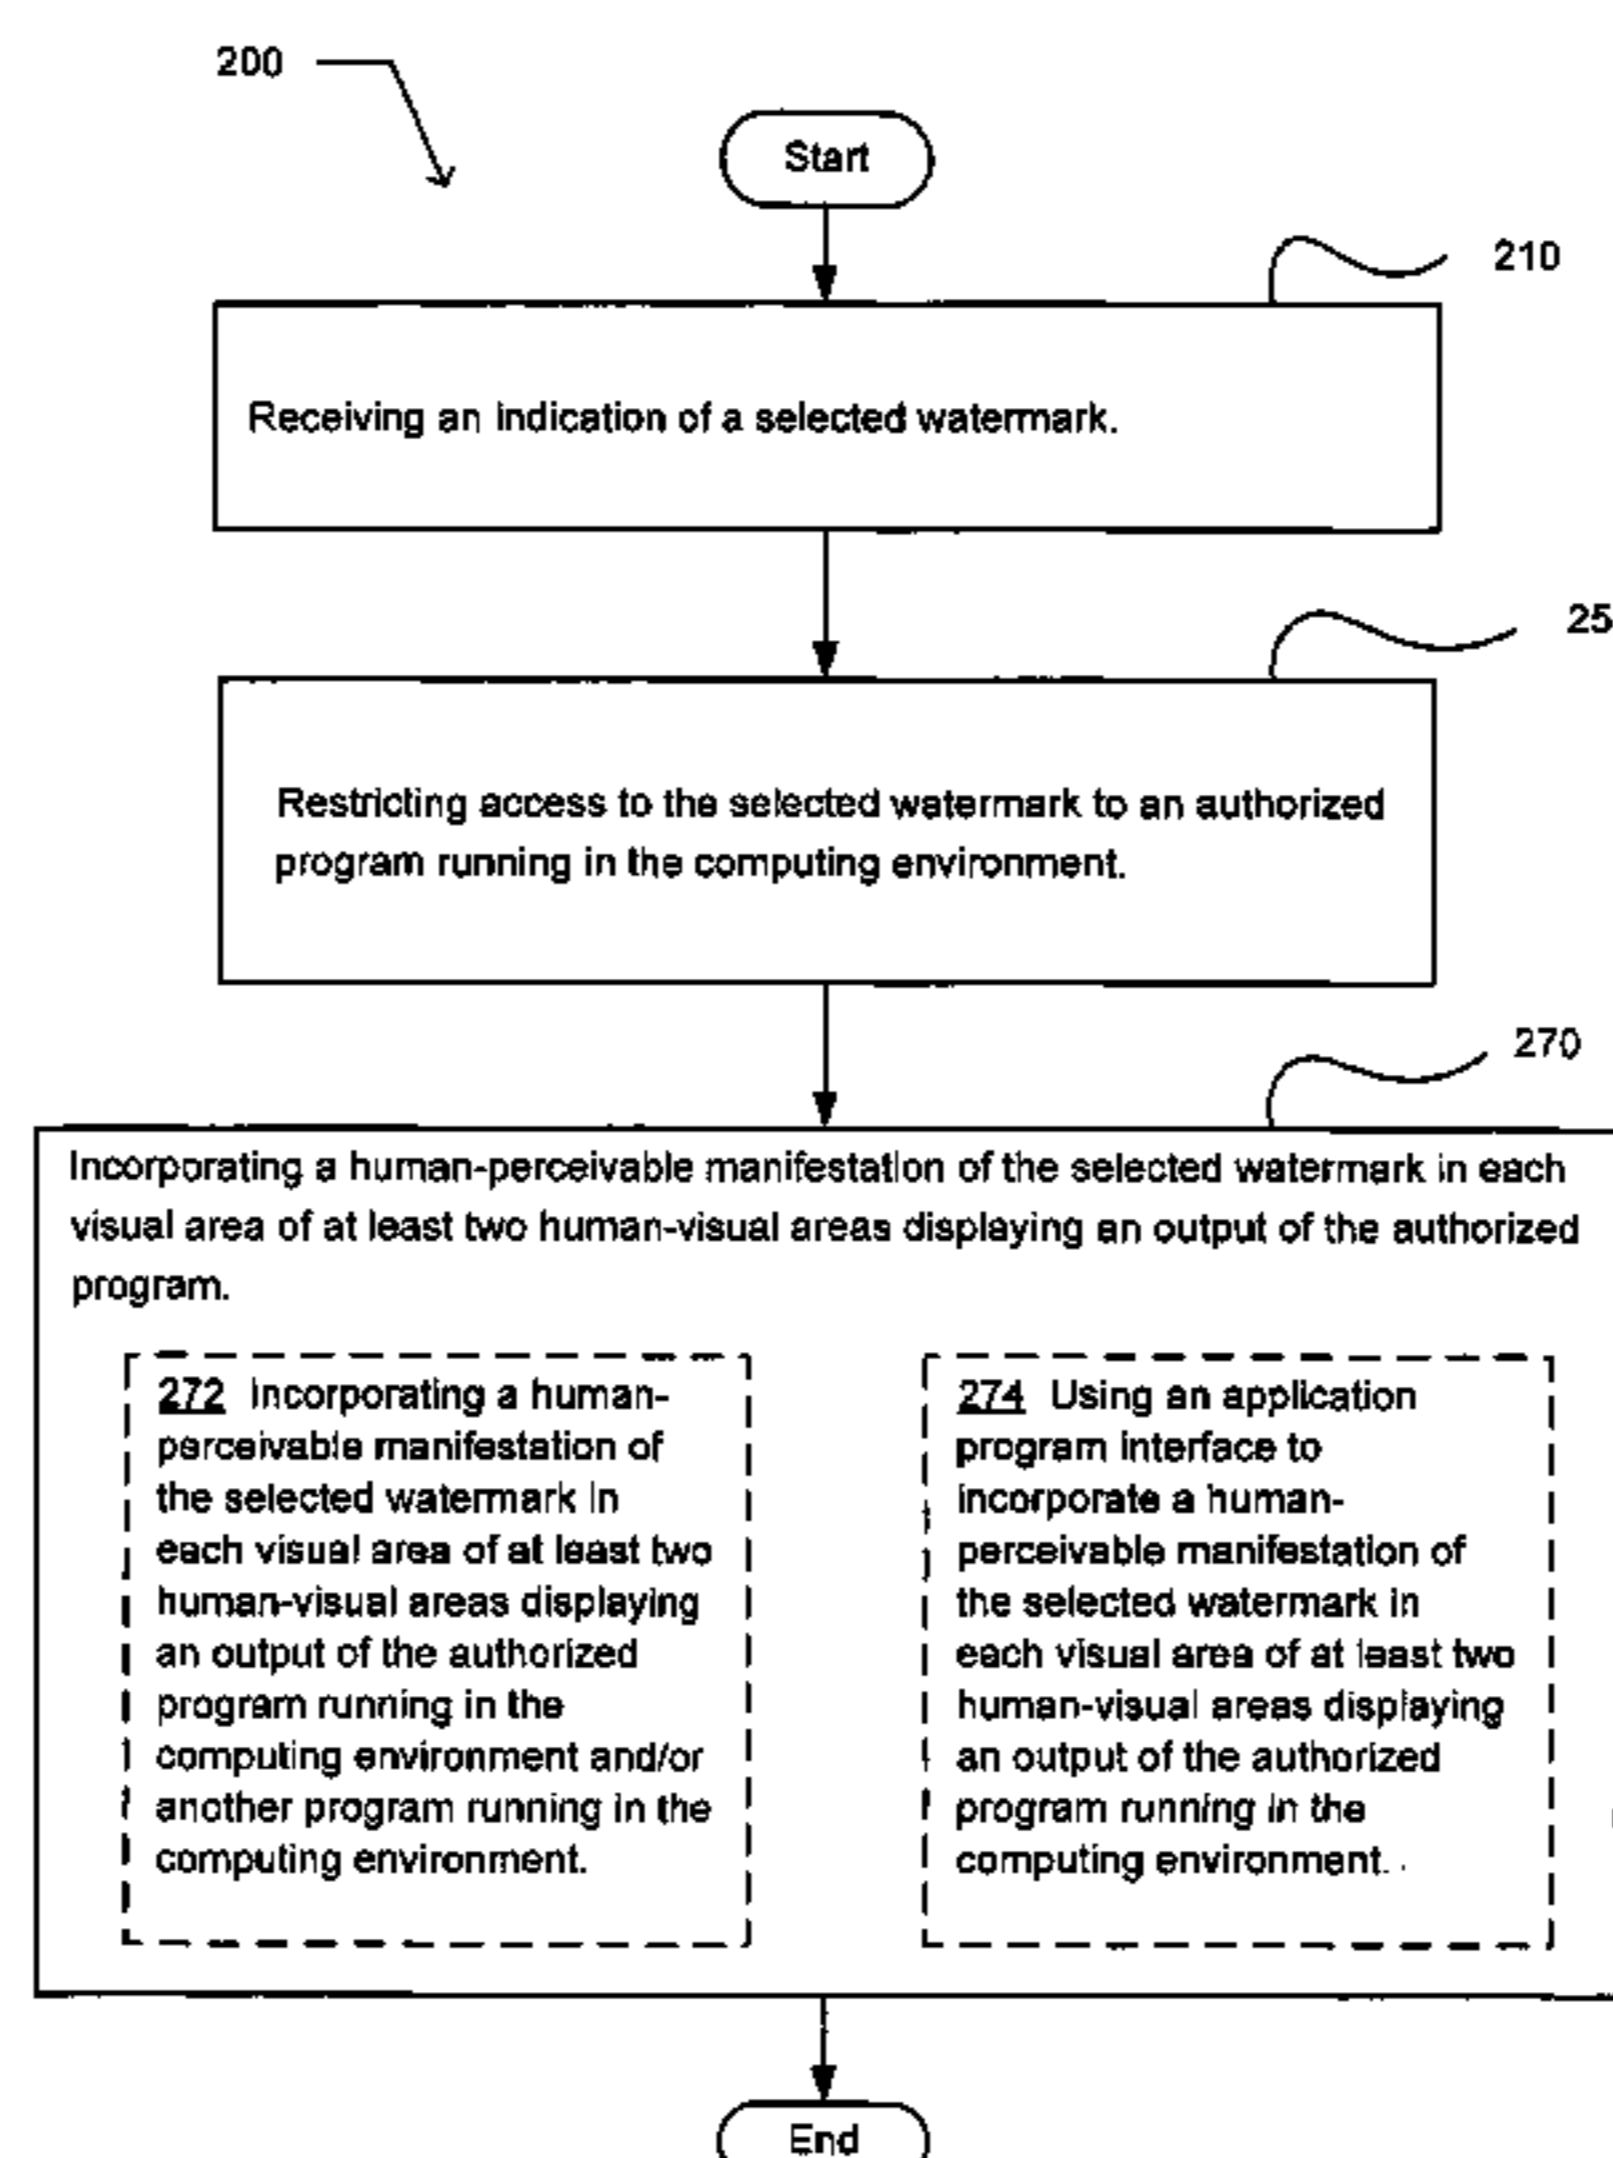 200
Start
210
Receiving an indication of a selected watermark.
25
Restricting access to the selected watermark to an authorized
program running in the computing environment.
270
Incorporating a human-perceivable manifestation of the selected watermark in each
visual area of at least two human-visual areas displaying an output of the authorized
program.
272 Incorporating a human-
perceivable manifestation of
the selected watermark in
each visual area of at least two
human-visual areas displaying
an output of the authorized
program running in the
computing environment and/or
another program running in the
computing environment.
274 Using an application
program interface to
incorporate a human-
perceivable manifestation of
the selected watermark in
each visual area of at least two
human-visual areas displaying
an output of the authorized
program running in the
computing environment.
End